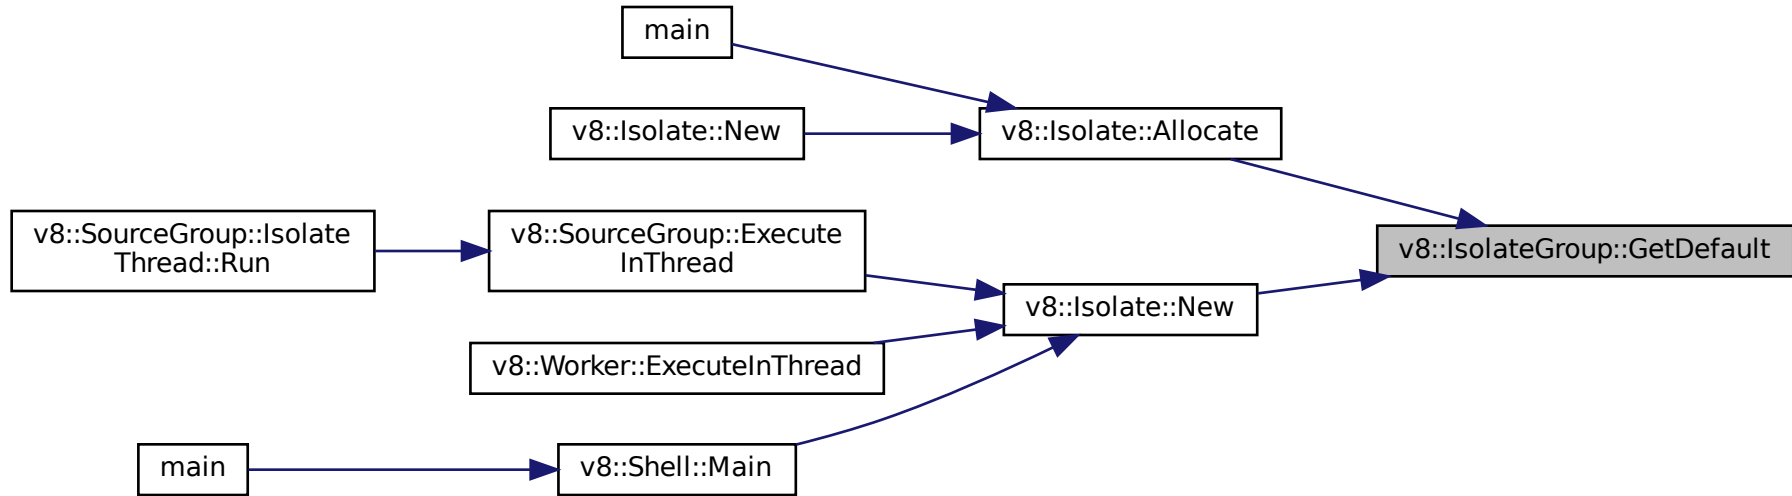 main
v8::Isolate::New
v8::Isolate::Allocate
v8::SourceGroup::Isolate
Thread::Run
v8::SourceGroup::Execute
InThread
v8::IsolateGroup::GetDefault
v8::Isolate::New
v8::Worker::ExecuteInThread
main
v8::Shell::Main